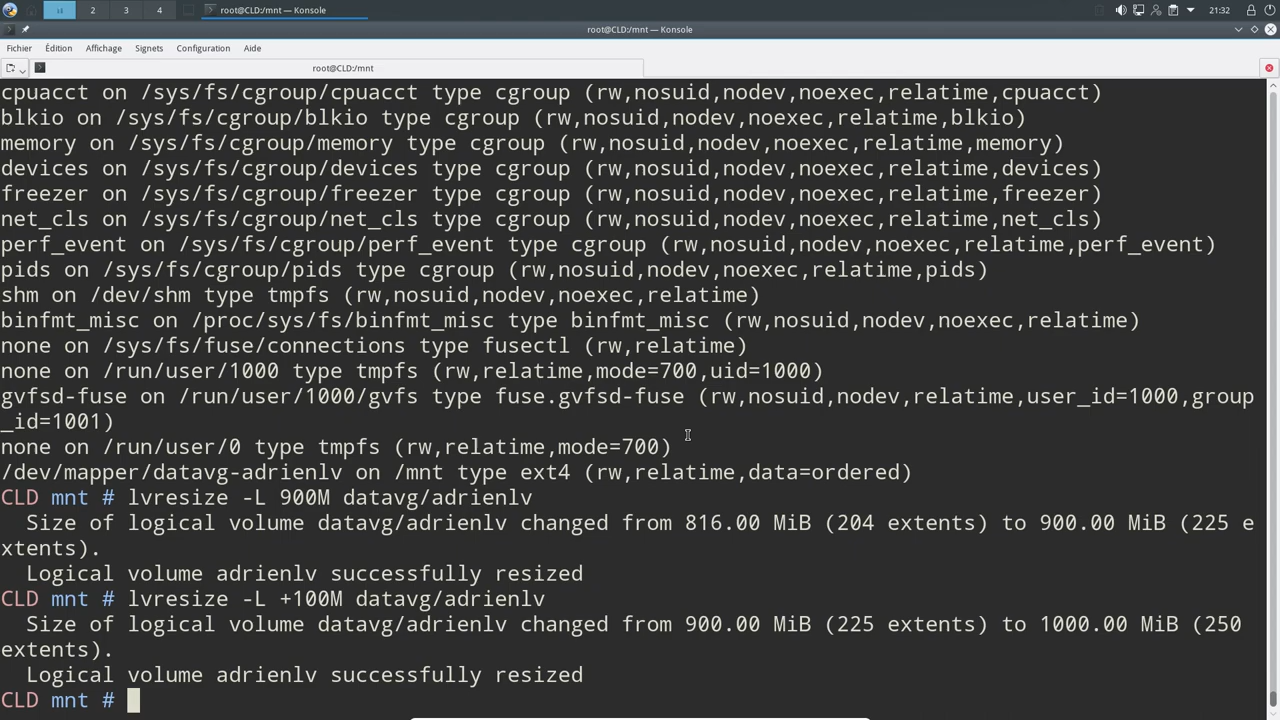 2
3
4
root@CLD:/mnt — Konsole
21:32
root@CLD:/mnt — Konsole
Fichier Édition Affichage Signets Configuration Aide
root@CLD:/mnt
cpuacct on /sys/fs/cgroup/cpuacct type cgroup (rw,nosuid,nodev,noexec,relatime,cpuacct)
blkio on /sys/fs/cgroup/blkio type cgroup (rw,nosuid,nodev,noexec,relatime,blkio)
memory on /sys/fs/cgroup/memory type cgroup (rw,nosuid,nodev,noexec,relatime,memory)
devices on /sys/fs/cgroup/devices type cgroup (rw,nosuid,nodev,noexec,relatime,devices)
freezer on /sys/fs/cgroup/freezer type cgroup (rw,nosuid,nodev,noexec,relatime,freezer)
net_cls on /sys/fs/cgroup/net_cls type cgroup (rw,nosuid,nodev,noexec,relatime,net_cls)
perf_event on /sys/fs/cgroup/perf_event type cgroup (rw,nosuid,nodev,noexec,relatime,perf_event)
pids on /sys/fs/cgroup/pids type cgroup (rw,nosuid,nodev,noexec,relatime,pids)
shm on /dev/shm type tmpfs (rw,nosuid,nodev,noexec,relatime)
binfmt_misc on /proc/sys/fs/binfmt_misc type binfmt_misc (rw,nosuid,nodev,noexec,relatime)
none on /sys/fs/fuse/connections type fusectl (rw,relatime)
none on /run/user/1000 type tmpfs (rw,relatime,mode=700,uid=1000)
gvfsd-fuse on /run/user/1000/gvfs type fuse.gvfsd-fuse (rw,nosuid,nodev,relatime,user_id=1000,group
_id=1001)
none on /run/user/0 type tmpfs (rw,relatime,mode=700)
/dev/mapper/datavg-adrienlv on /mnt type ext4 (rw,relatime,data=ordered)
CLD mnt # lvresize -L 900M datavg/adrienlv
  Size of logical volume datavg/adrienlv changed from 816.00 MiB (204 extents) to 900.00 MiB (225 e
xtents).
  Logical volume adrienlv successfully resized
CLD mnt # lvresize -L +100M datavg/adrienlv
  Size of logical volume datavg/adrienlv changed from 900.00 MiB (225 extents) to 1000.00 MiB (250
extents).
  Logical volume adrienlv successfully resized
CLD mnt #